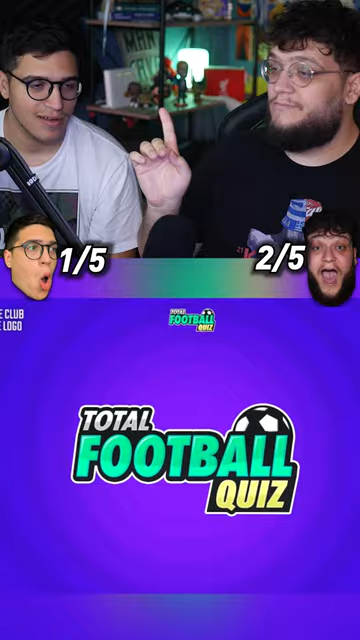 1/5
2/5
E CLUB
E LOGO
TOTAL
FOOTBALL
QUIZ
TOTAL
FOOTBALL
QUIZ